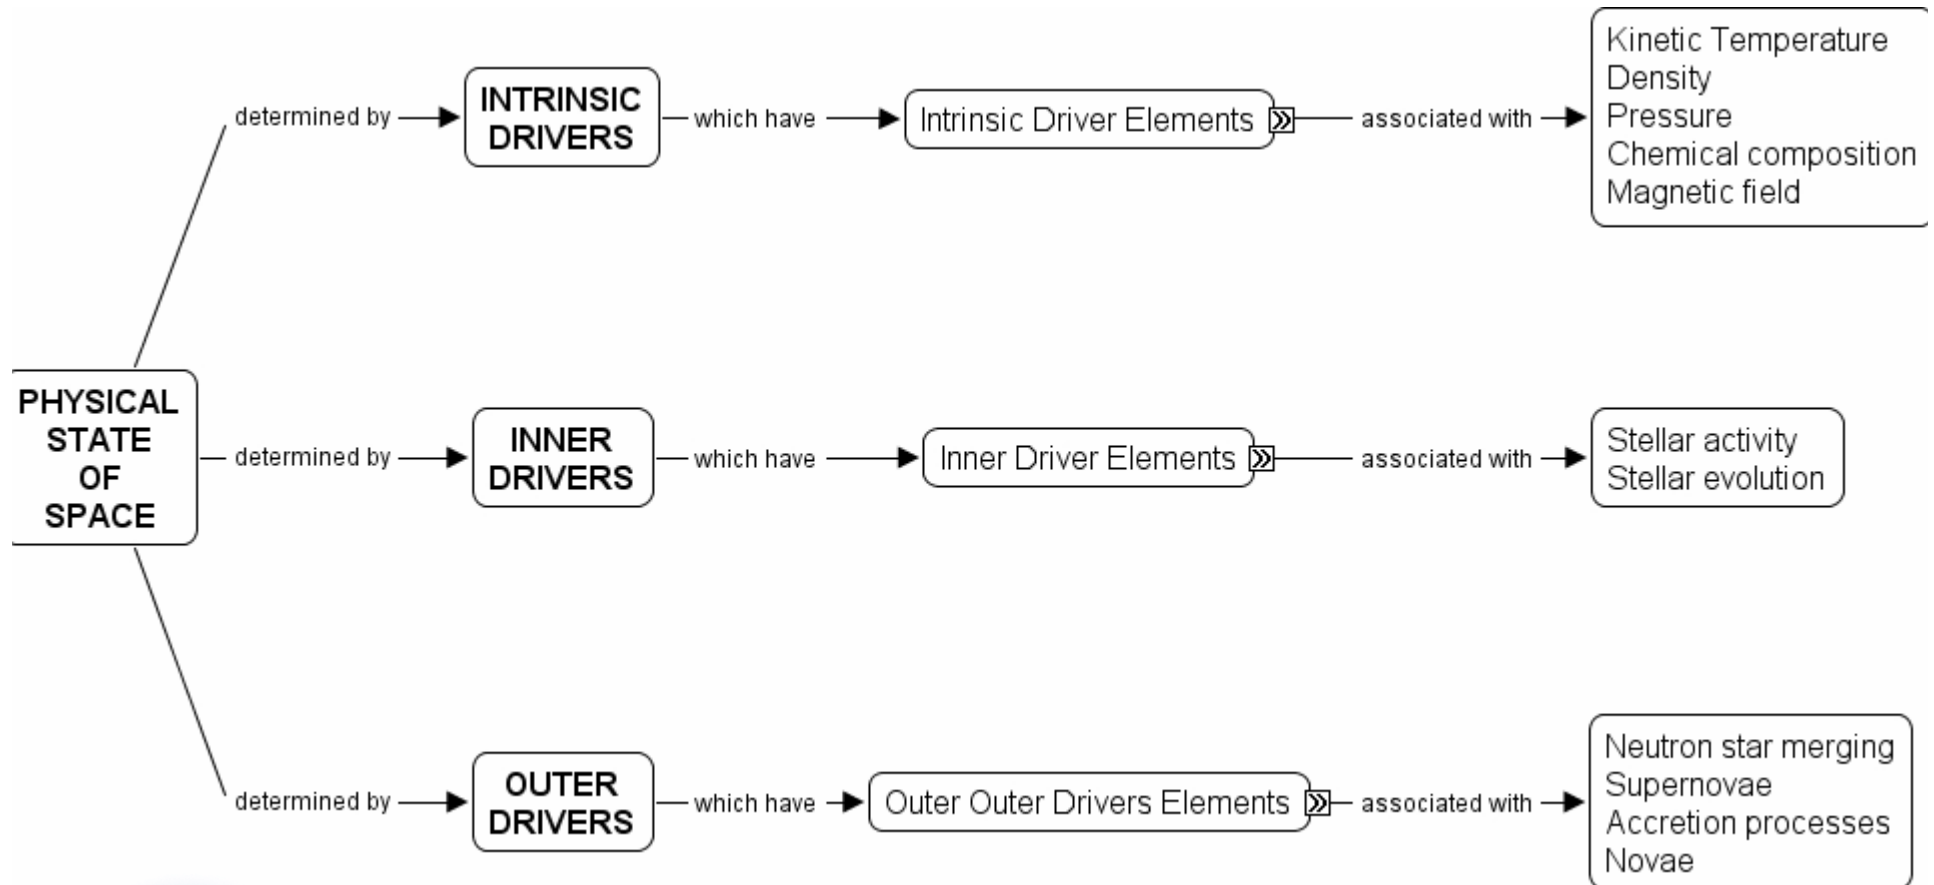 determined by
INTRINSIC
DRIVERS
which have
Intrinsic Driver Elements
associated with
Kinetic Temperature
Density
Pressure
Chemical composition
Magnetic field
PHYSICAL
STATE
OF
SPACE
determined by
INNER
DRIVERS
which have
Inner Driver Elements
associated with
Stellar activity
Stellar evolution
determined by
OUTER
DRIVERS
which have
Outer Outer Drivers Elements
associated with
Neutron star merging
Supernovae
Accretion processes
Novae